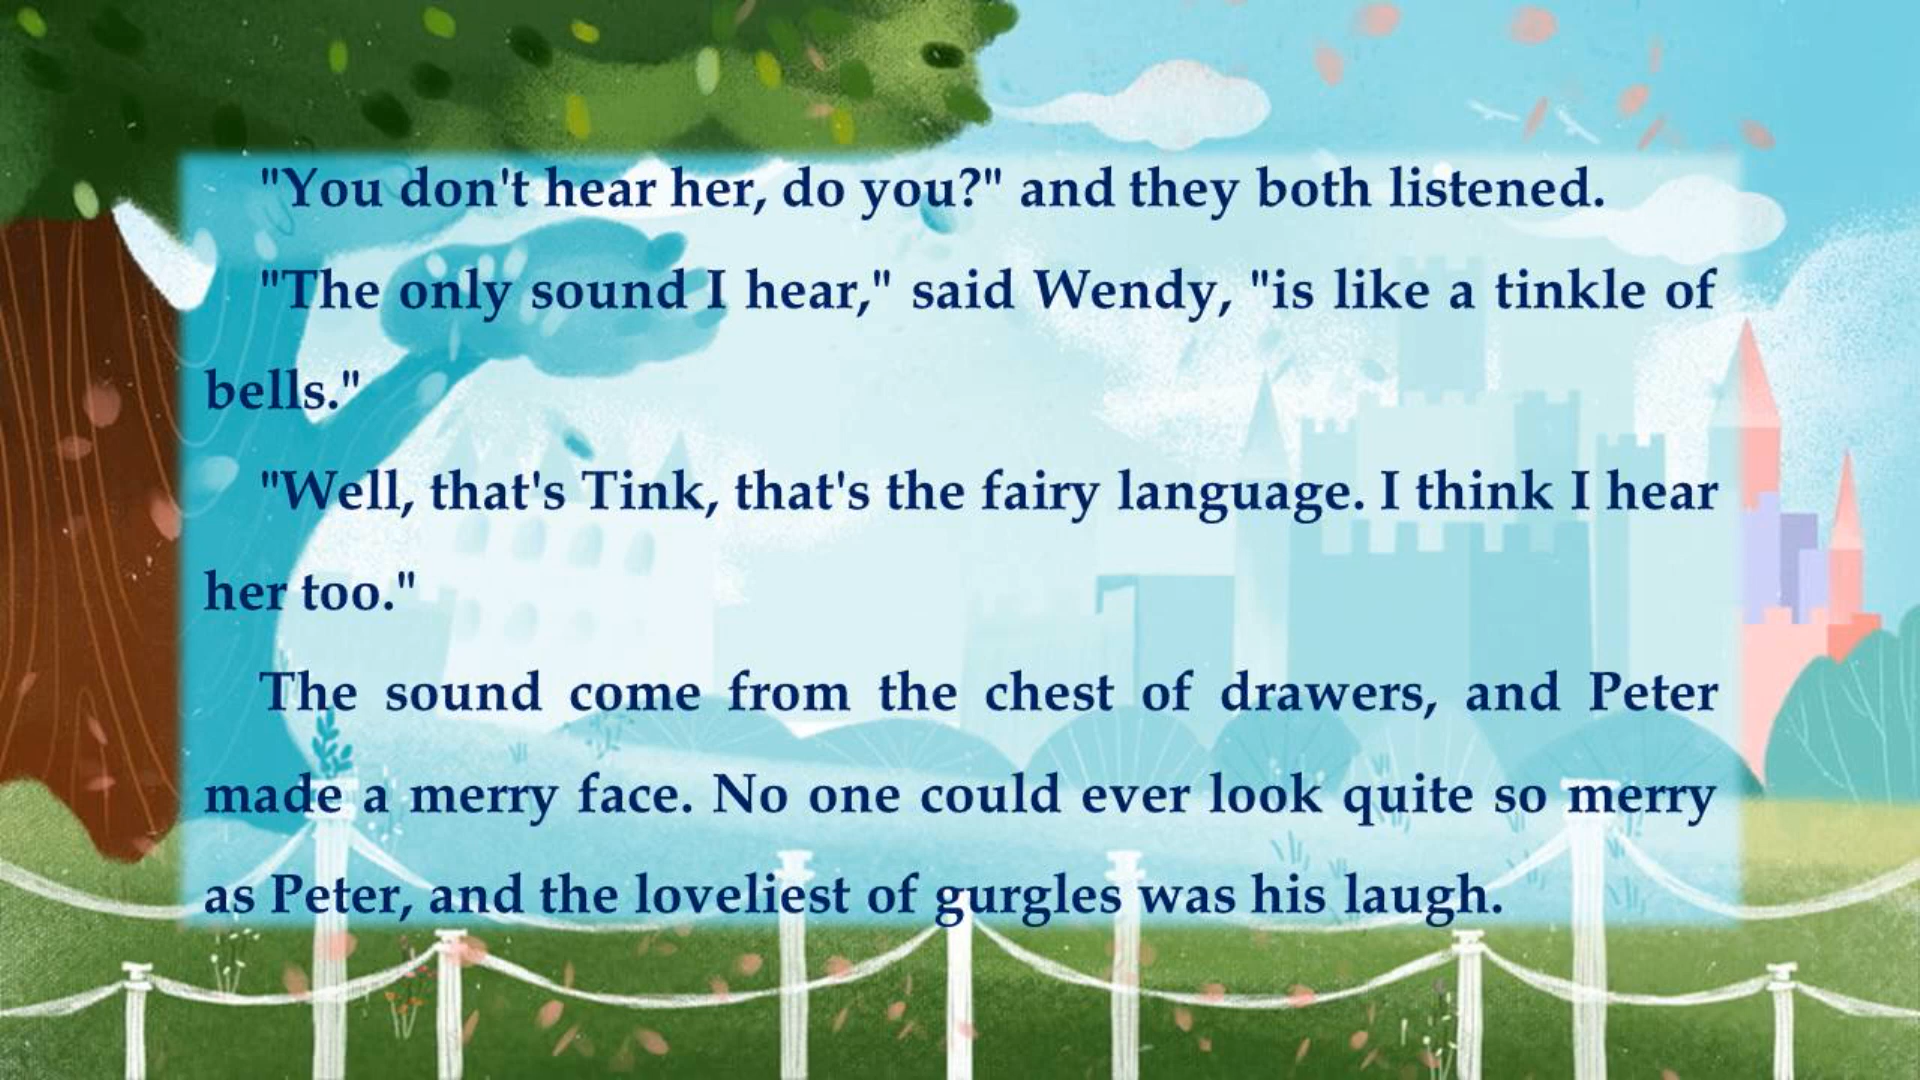 "You don't hear her, do you?" and they both listened.
"The only sound I hear," said Wendy, "is like a tinkle of
bells."
"Well, that's Tink, that's the fairy language. I think I hear
her too."
The sound come from the chest of drawers, and Peter
made a merry face. No one could ever look quite so merry
as Peter, and the loveliest of gurgles was his laugh.